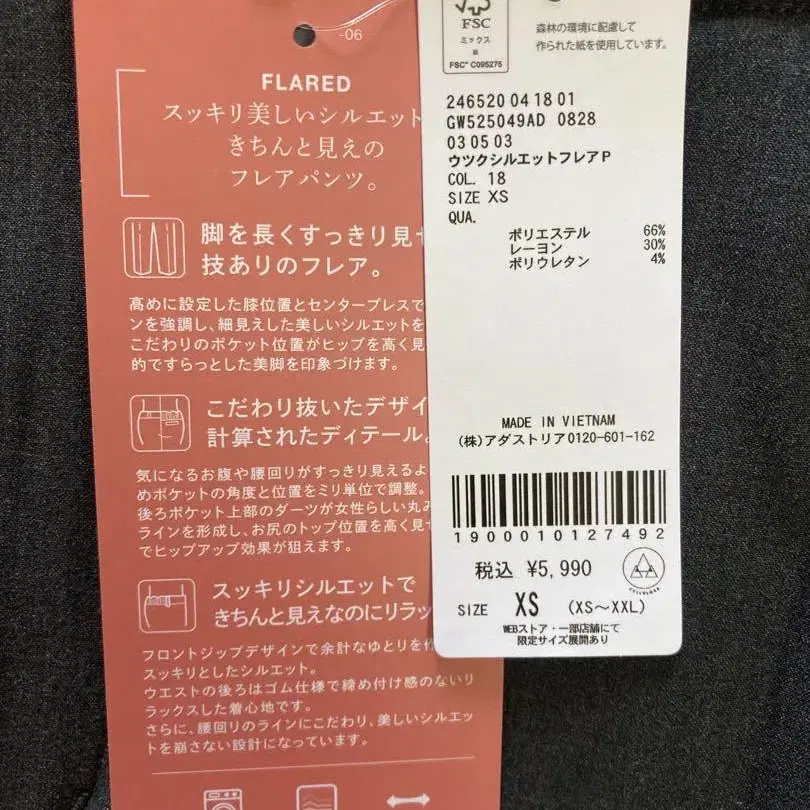 -06
FLARED
スッキリ美しいシルエット
きちんと見えの
フレアパンツ。
脚を長くすっきり見せ
技ありのフレア。
高めに設定した膝位置とセンタープレスで
ンを強調し、細見えした美しいシルエットを
こだわりのポケット位置がヒップを高く見
的ですらっとした美脚を印象づけます。
こだわり抜いたデザイ
計算されたディテール。
気になるお腹や腰回りがすっきり見えるよ
めポケットの角度と位置をミリ単位で調整。
後ろポケット上部のダーツが女性らしい丸み
ラインを形成し、お尻のトップ位置を高く見せ
でヒップアップ効果が狙えます。
スッキリシルエットで
きちんと見えなのにリラッ
フロントジップデザインで余計なゆとりを作
スッキリとしたシルエット。
ウエストの後ろはゴム仕様で締め付け感のないリ
ラックスした着心地です。
さらに、腰回りのラインにこだわり、美しいシルエッ
トを崩さない設計になっています。
FSC
ミックス
紙
FSC® C095275
森林の環境に配慮して
作られた紙を使用しています。
246520 04 18 01
GW525049AD 0828
03 05 03
ウツクシルエットフレアP
COL. 18
SIZE XS
QUA.
ポリエステル 66%
レーヨン 30%
ポリウレタン 4%
MADE IN VIETNAM
(株)アダストリア0120-601-162
1900010127492
税込 ¥5,990
CELLULOSE
SIZE XS (XS〜XXL)
WEBストア・一部店舗にて
限定サイズ展開あり